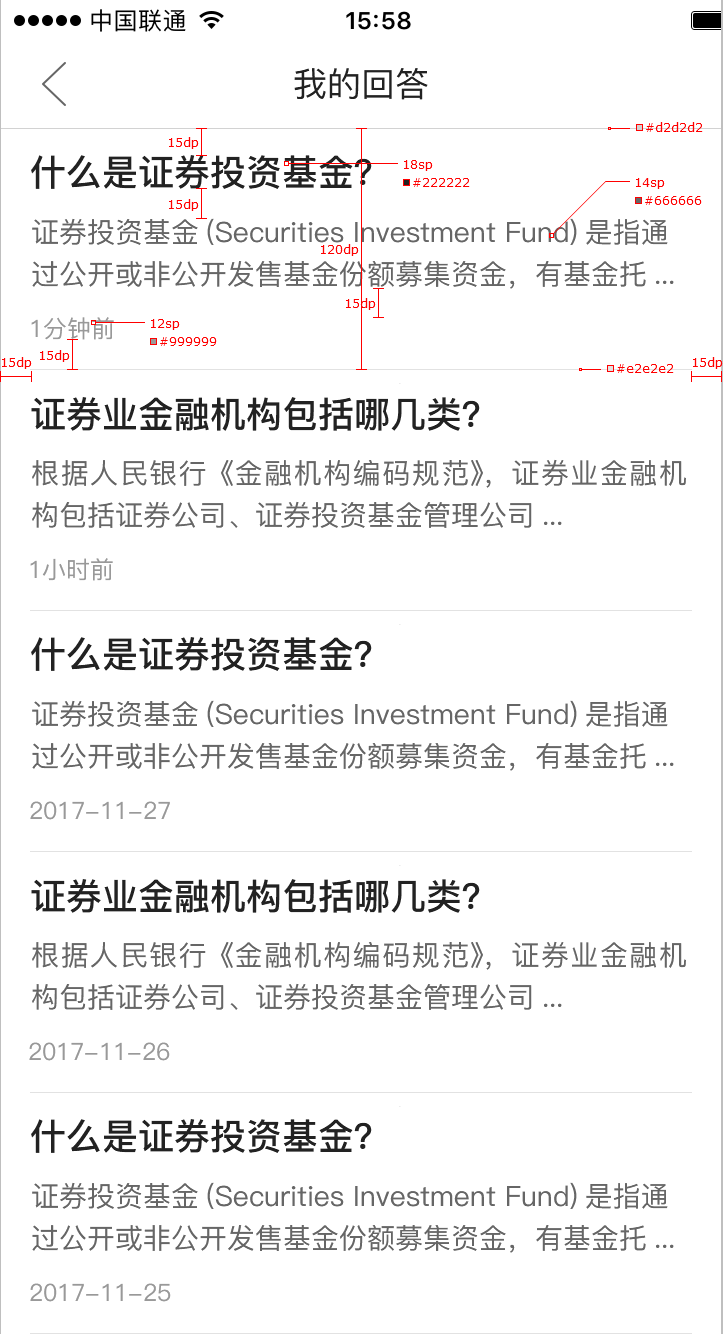 中国联通 15:58
我的回答
#d2d2d2
15dp
什么是证券投资基金?
18sp
#222222
14sp
#666666
15dp
证券投资基金 (Securities Investment Fund) 是指通
120dp
过公开或非公开发售基金份额募集资金，有基金托 ...
15dp
1分钟前
12sp
#999999
15dp
15dp
15dp
#e2e2e2
证券业金融机构包括哪几类?
根据人民银行《金融机构编码规范》，证券业金融机
构包括证券公司、证券投资基金管理公司 ...
1小时前
什么是证券投资基金?
证券投资基金 (Securities Investment Fund) 是指通
过公开或非公开发售基金份额募集资金，有基金托 ...
2017-11-27
证券业金融机构包括哪几类?
根据人民银行《金融机构编码规范》，证券业金融机
构包括证券公司、证券投资基金管理公司 ...
2017-11-26
什么是证券投资基金?
证券投资基金 (Securities Investment Fund) 是指通
过公开或非公开发售基金份额募集资金，有基金托 ...
2017-11-25